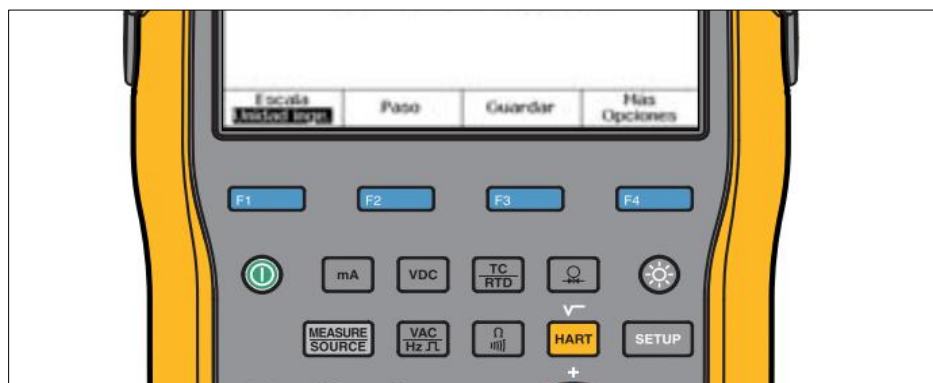 Escala
Unidad ingn.
Paso
Guardar
Más
Opciones
F1
F2
F3
F4
mA
VDC
TC
RTD
MEASURE
SOURCE
VAC
Hz
Ω
HART
SETUP
+